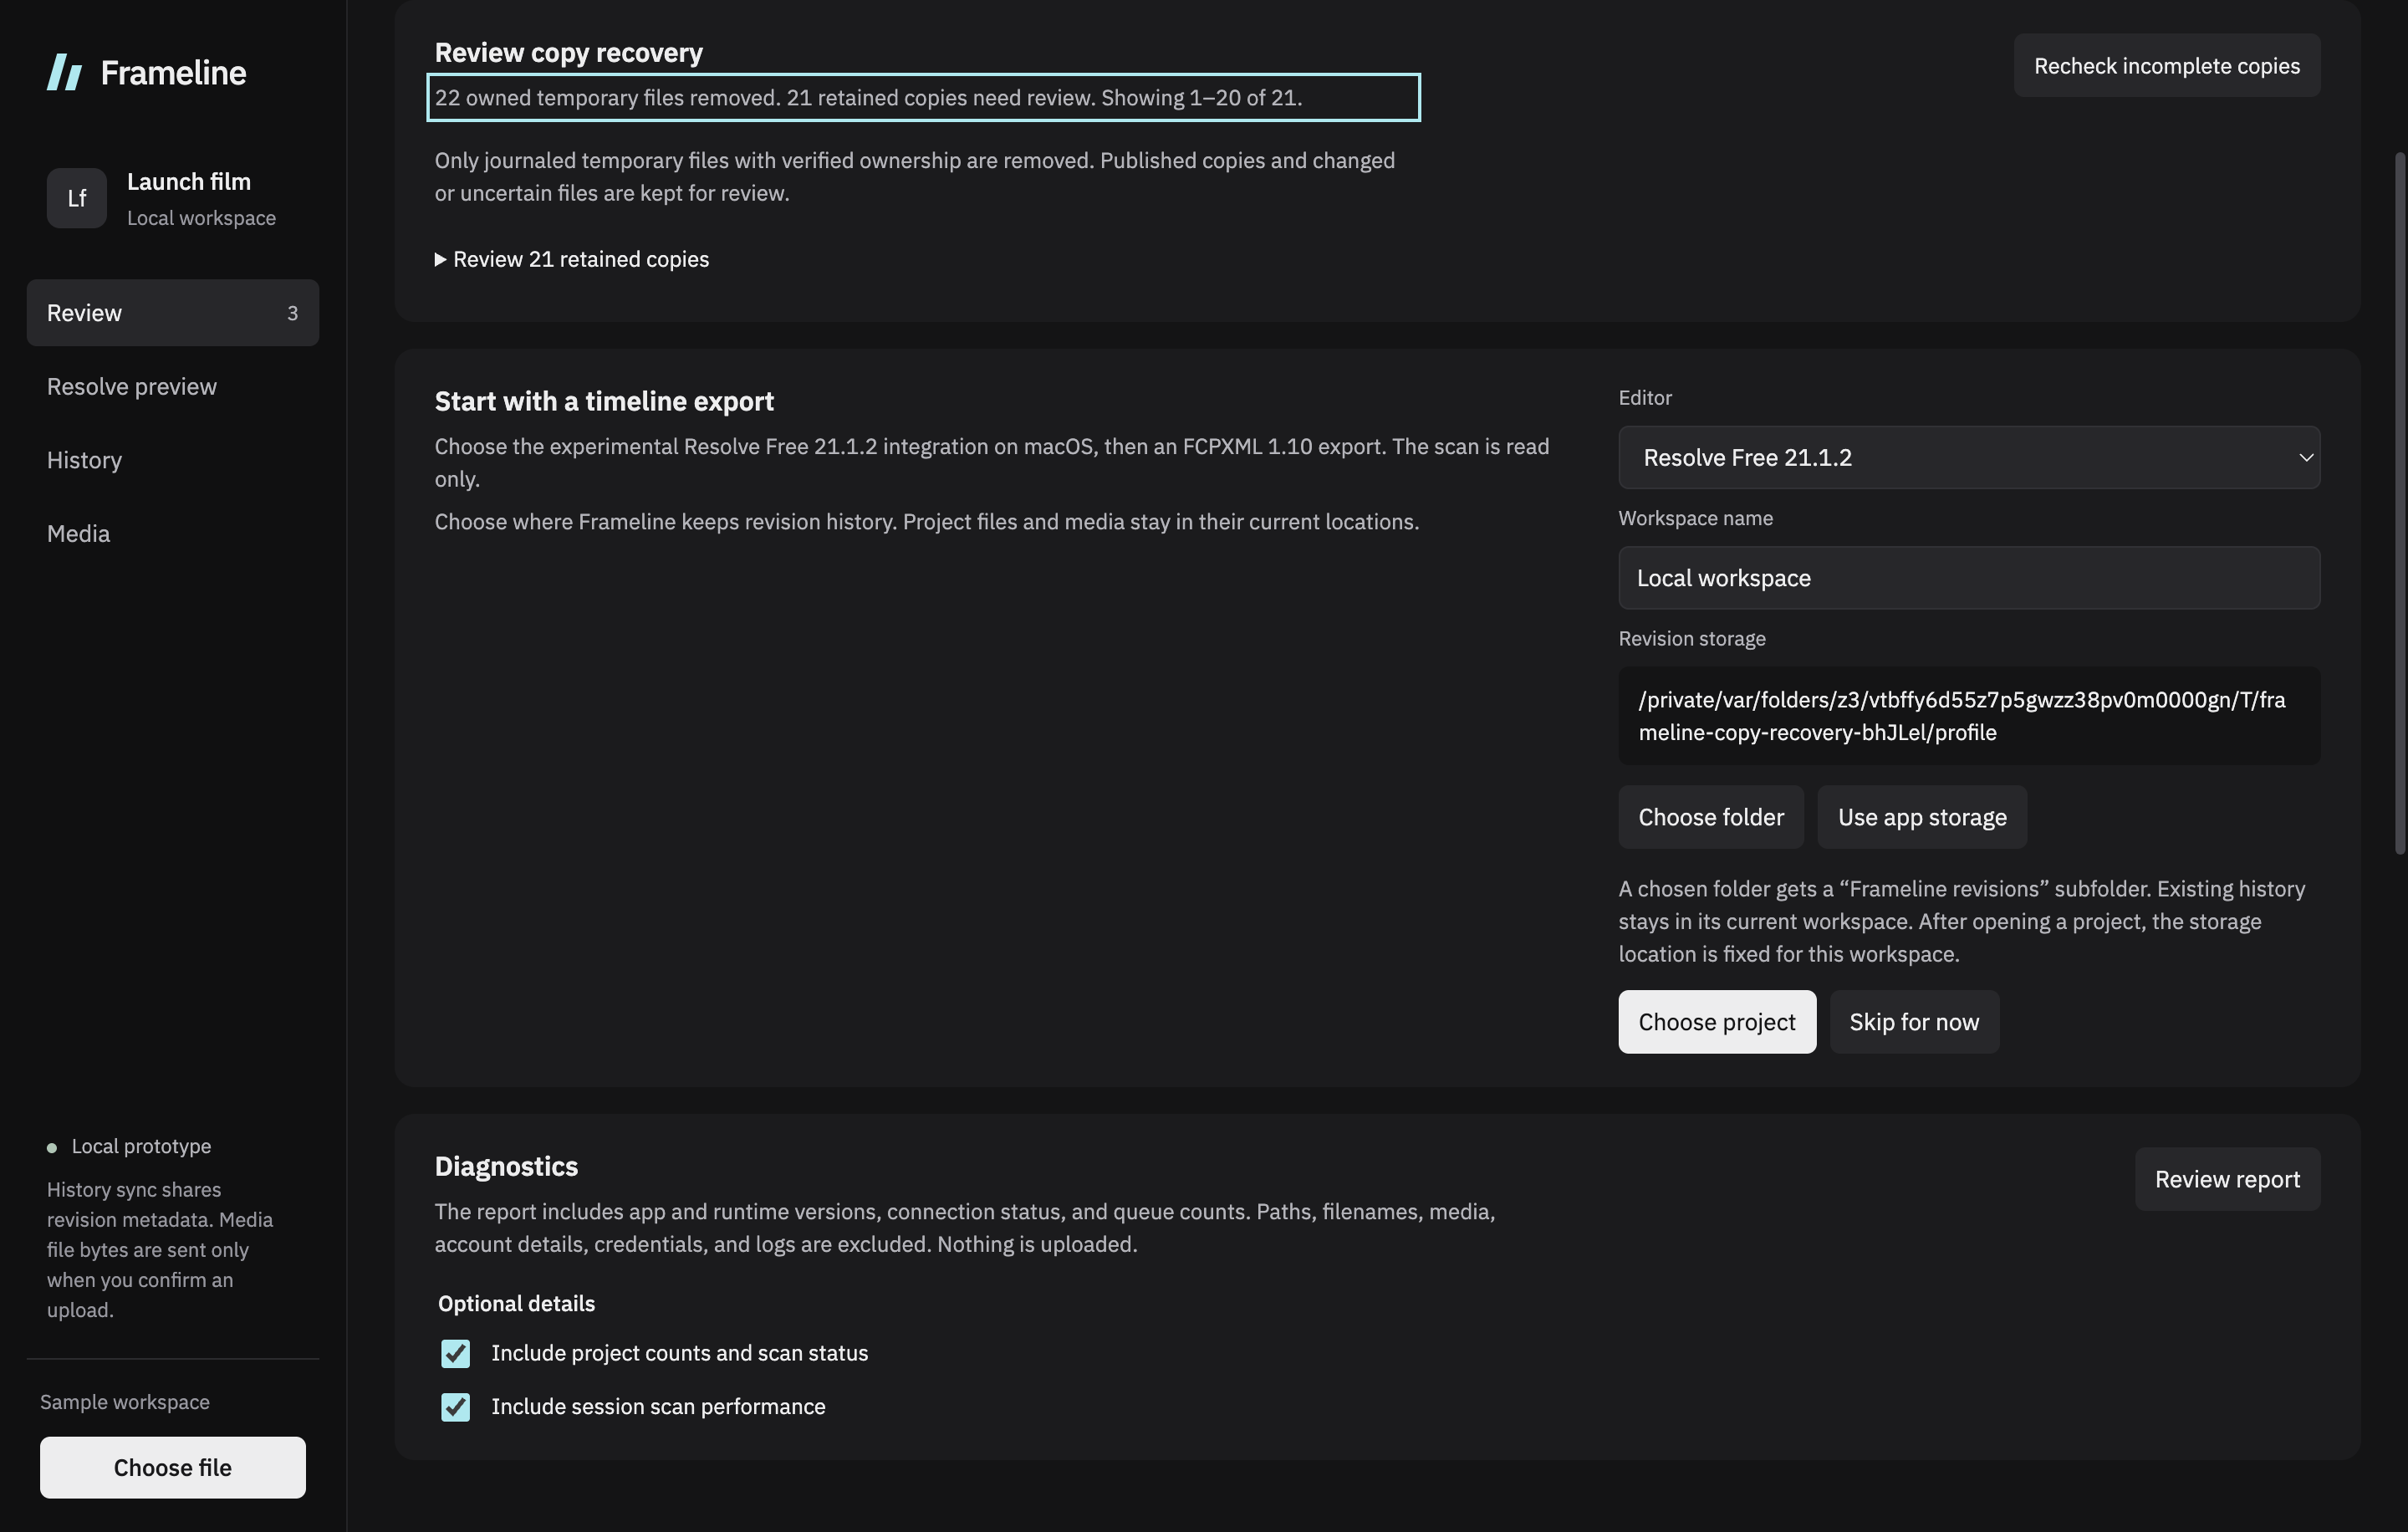 Frameline
Lf
Launch film
Local workspace
Review 3
Resolve preview
History
Media
Local prototype
History sync shares
revision metadata. Media
file bytes are sent only
when you confirm an
upload.
Sample workspace
Choose file
Review copy recovery
22 owned temporary files removed. 21 retained copies need review. Showing 1–20 of 21.
Recheck incomplete copies
Only journaled temporary files with verified ownership are removed. Published copies and changed
or uncertain files are kept for review.
Review 21 retained copies
Start with a timeline export
Choose the experimental Resolve Free 21.1.2 integration on macOS, then an FCPXML 1.10 export. The scan is read
only.
Choose where Frameline keeps revision history. Project files and media stay in their current locations.
Editor
Resolve Free 21.1.2
Workspace name
Local workspace
Revision storage
/private/var/folders/z3/vtbffy6d55z7p5gwzz38pv0m0000gn/T/fra
meline-copy-recovery-bhJLel/profile
Choose folder
Use app storage
A chosen folder gets a “Frameline revisions” subfolder. Existing history
stays in its current workspace. After opening a project, the storage
location is fixed for this workspace.
Choose project
Skip for now
Diagnostics
Review report
The report includes app and runtime versions, connection status, and queue counts. Paths, filenames, media,
account details, credentials, and logs are excluded. Nothing is uploaded.
Optional details
Include project counts and scan status
Include session scan performance